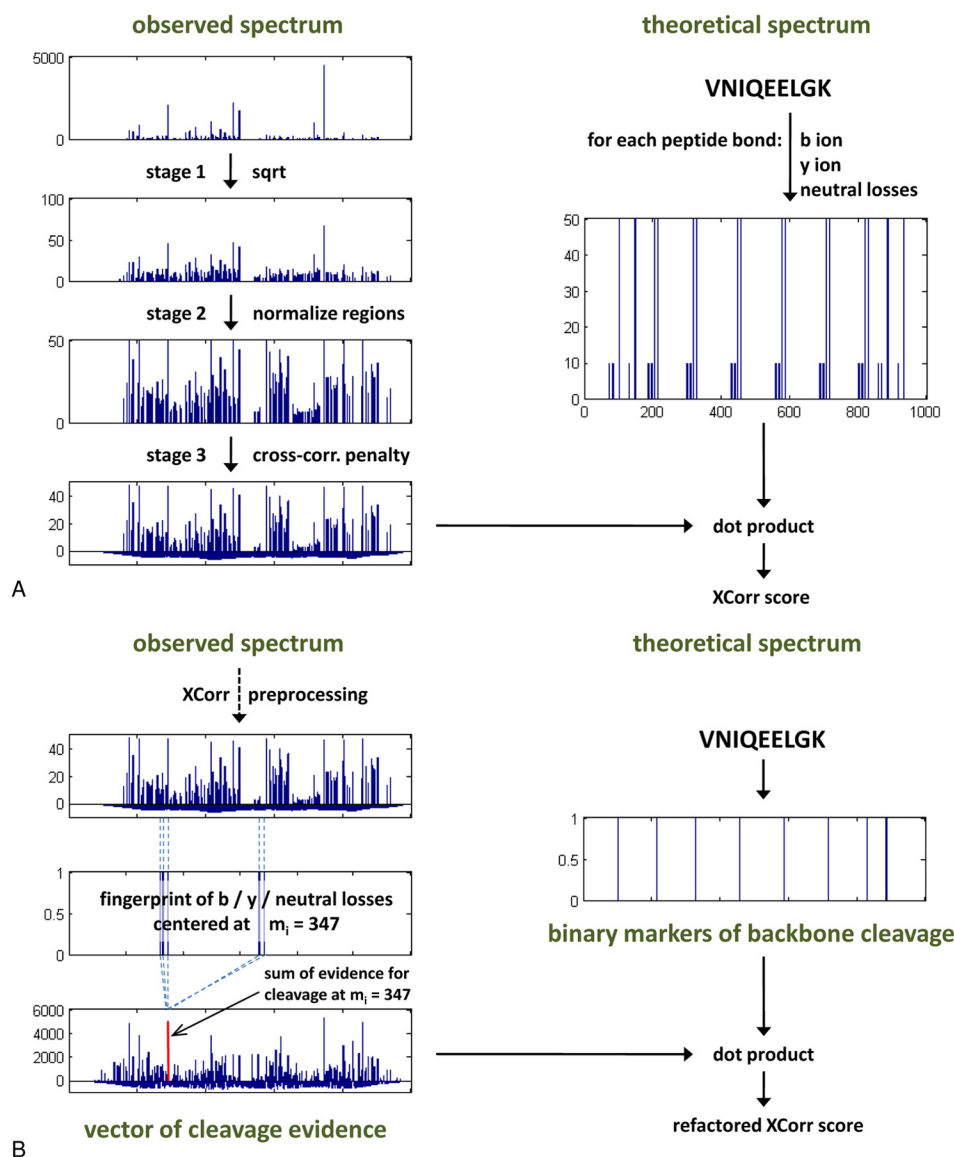 observed spectrum
theoretical spectrum
5000
0
VNIQEELGK
for each peptide bond:
b ion
y ion
neutral losses
stage 1
sqrt
100
50
0
stage 2
normalize regions
50
0
stage 3
cross-corr. penalty
40
20
0
50
40
30
20
10
0
0
200
400
600
800
1000
dot product
XCorr score
A
observed spectrum
theoretical spectrum
XCorr
preprocessing
40
20
0
VNIQEELGK
1
0.5
0
fingerprint of b / y / neutral losses
centered at mi = 347
1
0.5
0
binary markers of backbone cleavage
sum of evidence for
cleavage at mi = 347
6000
4000
2000
0
dot product
vector of cleavage evidence
refactored XCorr score
B